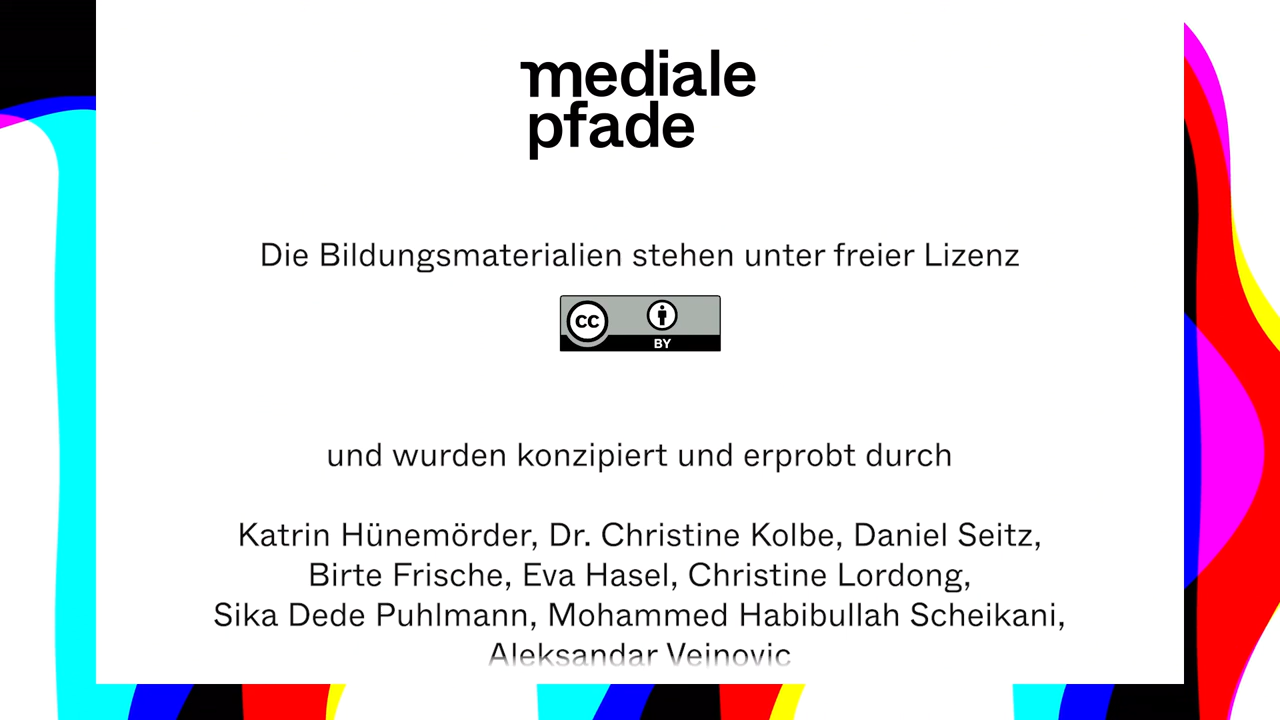 mediale
pfade
Die Bildungsmaterialien stehen unter freier Lizenz
cc
BY
und wurden konzipiert und erprobt durch
Katrin Hünemörder, Dr. Christine Kolbe, Daniel Seitz,
Birte Frische, Eva Hasel, Christine Lordong,
Sika Dede Puhlmann, Mohammed Habibullah Scheikani,
Aleksandar Veinovic